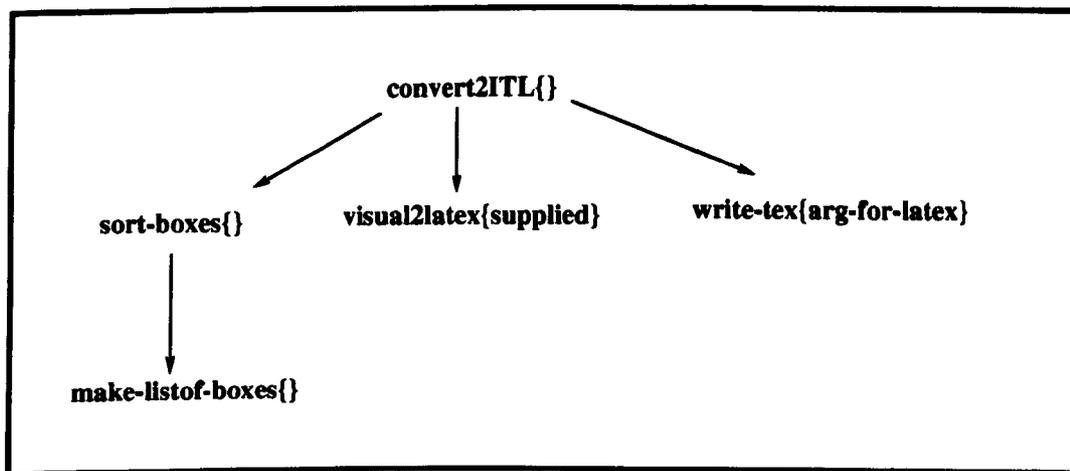 convert2ITL{}
sort-boxes{}
visual2latex{supplied}
write-tex{arg-for-latex}
make-listof-boxes{}